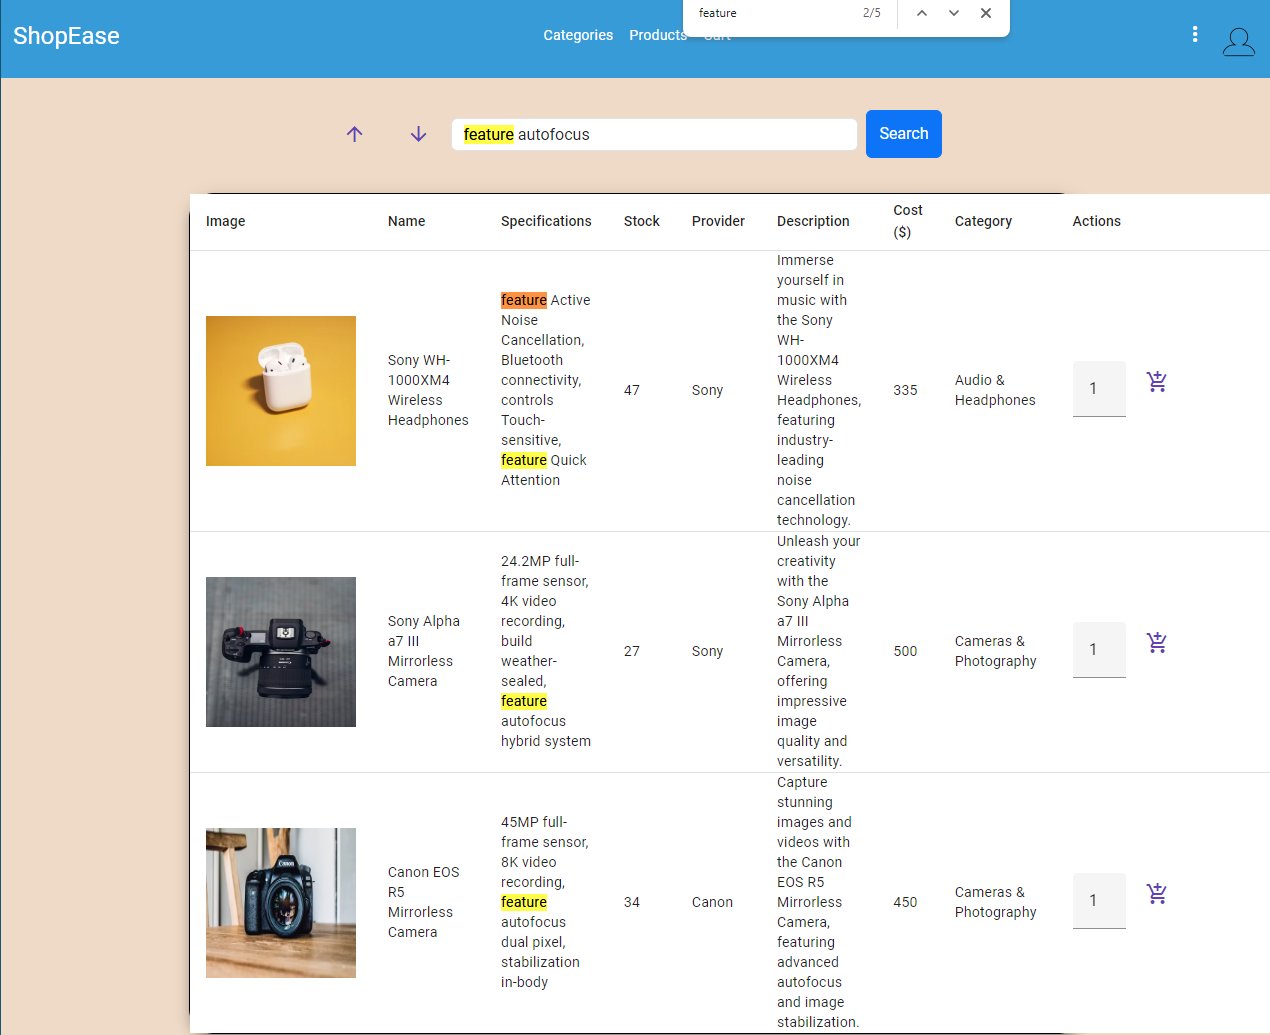 feature 2/5
ShopEase
Categories Products Cart
feature autofocus
Search
Image Name Specifications Stock Provider Description Cost ($) Category Actions
Sony WH-
1000XM4
Wireless
Headphones
feature Active
Noise
Cancellation,
Bluetooth
connectivity,
controls
Touch-
sensitive,
feature Quick
Attention
47
Sony
Immerse
yourself in
music with
the Sony
WH-
1000XM4
Wireless
Headphones,
featuring
industry-
leading
noise
cancellation
technology.
335
Audio &
Headphones
1
Sony Alpha
a7 III
Mirrorless
Camera
24.2MP full-
frame sensor,
4K video
recording,
build
weather-
sealed,
feature
autofocus
hybrid system
27
Sony
Unleash your
creativity
with the
Sony Alpha
a7 III
Mirrorless
Camera,
offering
impressive
image
quality and
versatility.
500
Cameras &
Photography
1
Canon
Canon EOS
R5
Mirrorless
Camera
45MP full-
frame sensor,
8K video
recording,
feature
autofocus
dual pixel,
stabilization
in-body
34
Canon
Capture
stunning
images and
videos with
the Canon
EOS R5
Mirrorless
Camera,
featuring
advanced
autofocus
and image
stabilization.
450
Cameras &
Photography
1